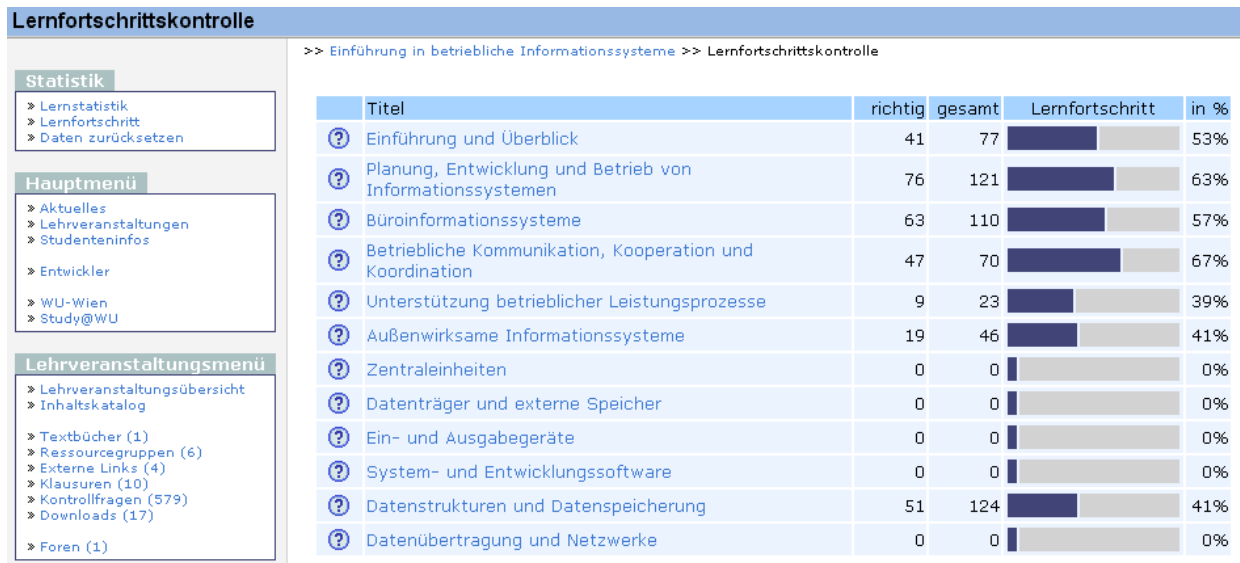 Lernfortschrittskontrolle
>> Einführung in betriebliche Informationssysteme >> Lernfortschrittskontrolle
Statistik
» Lernstatistik
» Lernfortschritt
» Daten zurücksetzen
Hauptmenü
» Aktuelles
» Lehrveranstaltungen
» Studenteninfos
» Entwickler
» WU-Wien
» Study@WU
Lehrveranstaltungsmenü
» Lehrveranstaltungsübersicht
» Inhaltskatalog
» Textbücher (1)
» Ressourcegruppen (6)
» Externe Links (4)
» Klausuren (10)
» Kontrollfragen (579)
» Downloads (17)
» Foren (1)
Titel richtig gesamt Lernfortschritt in %
? Einführung und Überblick 41 77 53%
? Planung, Entwicklung und Betrieb von
Informationssystemen 76 121 63%
? Büroinformationssysteme 63 110 57%
? Betriebliche Kommunikation, Kooperation und
Koordination 47 70 67%
? Unterstützung betrieblicher Leistungsprozesse 9 23 39%
? Außenwirksame Informationssysteme 19 46 41%
? Zentraleinheiten 0 0 0%
? Datenträger und externe Speicher 0 0 0%
? Ein- und Ausgabegeräte 0 0 0%
? System- und Entwicklungssoftware 0 0 0%
? Datenstrukturen und Datenspeicherung 51 124 41%
? Datenübertragung und Netzwerke 0 0 0%